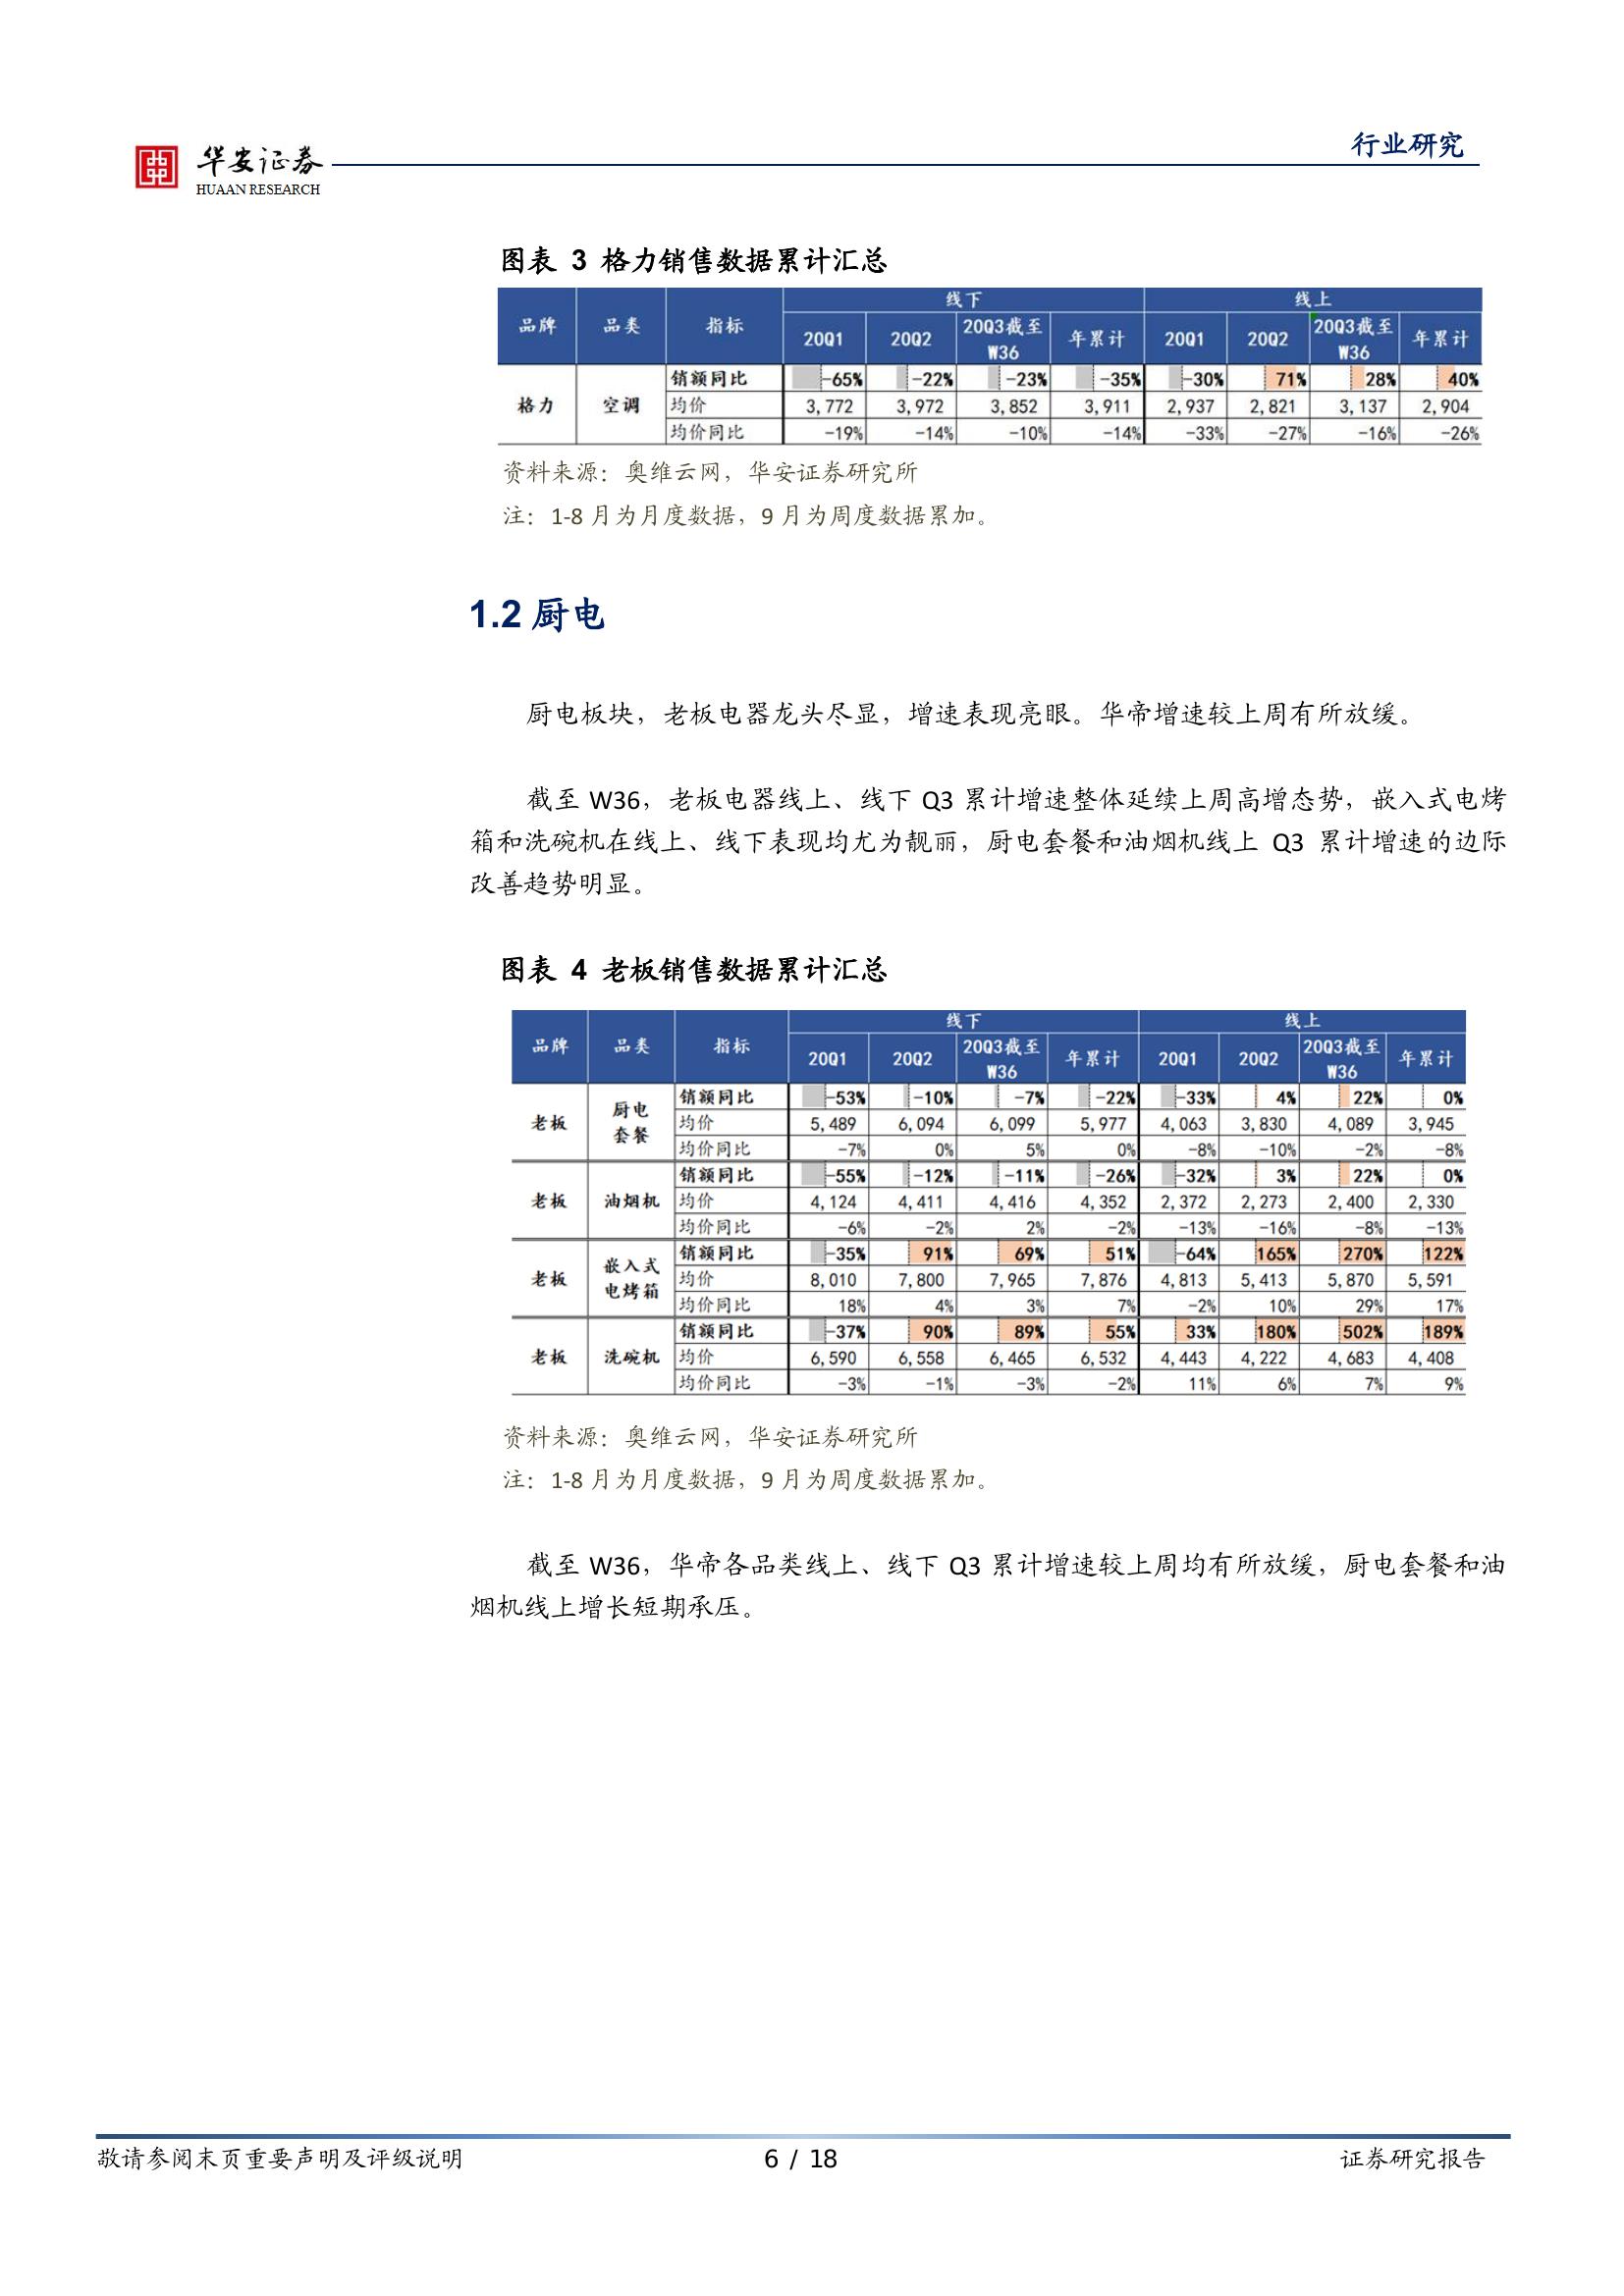 行业研究
华安证券
HUAAN RESEARCH
图表 3 格力销售数据累计汇总
品牌 品类 指标 线下 线上
20Q1 20Q2 20Q3截至W36 年累计 20Q1 20Q2 20Q3截至W36 年累计
格力 空调 销额同比 -65% -22% -23% -35% -30% 71% 28% 40%
均价 3,772 3,972 3,852 3,911 2,937 2,821 3,137 2,904
均价同比 -19% -14% -10% -14% -33% -27% -16% -26%
资料来源：奥维云网，华安证券研究所
注：1-8 月为月度数据，9 月为周度数据累加。
1.2 厨电
厨电板块，老板电器龙头尽显，增速表现亮眼。华帝增速较上周有所放缓。
截至 W36，老板电器线上、线下 Q3 累计增速整体延续上周高增态势，嵌入式电烤
箱和洗碗机在线上、线下表现均尤为靓丽，厨电套餐和油烟机线上 Q3 累计增速的边际
改善趋势明显。
图表 4 老板销售数据累计汇总
品牌 品类 指标 线下 线上
20Q1 20Q2 20Q3截至W36 年累计 20Q1 20Q2 20Q3截至W36 年累计
老板 厨电套餐 销额同比 -53% -10% -7% -22% -33% 4% 22% 0%
均价 5,489 6,094 6,099 5,977 4,063 3,830 4,089 3,945
均价同比 -7% 0% 5% 0% -8% -10% -2% -8%
老板 油烟机 销额同比 -55% -12% -11% -26% -32% 3% 22% 0%
均价 4,124 4,411 4,416 4,352 2,372 2,273 2,400 2,330
均价同比 -6% -2% 2% -2% -13% -16% -8% -13%
老板 嵌入式电烤箱 销额同比 -35% 91% 69% 51% -64% 165% 270% 122%
均价 8,010 7,800 7,965 7,876 4,813 5,413 5,870 5,591
均价同比 18% 4% 3% 7% -2% 10% 29% 17%
老板 洗碗机 销额同比 -37% 90% 89% 55% 33% 180% 502% 189%
均价 6,590 6,558 6,465 6,532 4,443 4,222 4,683 4,408
均价同比 -3% -1% -3% -2% 11% 6% 7% 9%
资料来源：奥维云网，华安证券研究所
注：1-8 月为月度数据，9 月为周度数据累加。
截至 W36，华帝各品类线上、线下 Q3 累计增速较上周均有所放缓，厨电套餐和油
烟机线上增长短期承压。
敬请参阅末页重要声明及评级说明 6 / 18 证券研究报告